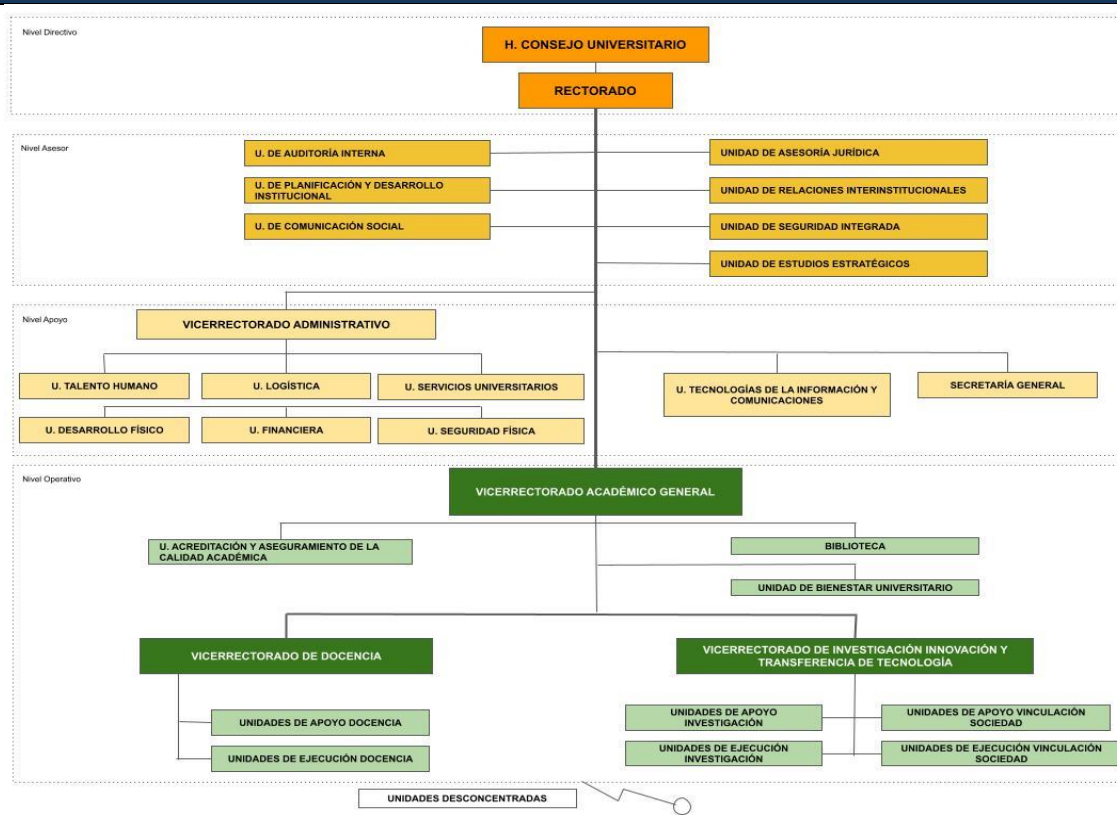 Nivel Directivo
H. CONSEJO UNIVERSITARIO
RECTORADO
Nivel Asesor
U. DE AUDITORÍA INTERNA
UNIDAD DE ASESORÍA JURÍDICA
U. DE PLANIFICACIÓN Y DESARROLLO
INSTITUCIONAL
UNIDAD DE RELACIONES INTERINSTITUCIONALES
U. DE COMUNICACIÓN SOCIAL
UNIDAD DE SEGURIDAD INTEGRADA
UNIDAD DE ESTUDIOS ESTRATÉGICOS
Nivel Apoyo
VICERRECTORADO ADMINISTRATIVO
U. TALENTO HUMANO
U. LOGÍSTICA
U. SERVICIOS UNIVERSITARIOS
U. TECNOLOGÍAS DE LA INFORMACIÓN Y
COMUNICACIONES
SECRETARÍA GENERAL
U. DESARROLLO FÍSICO
U. FINANCIERA
U. SEGURIDAD FÍSICA
Nivel Operativo
VICERRECTORADO ACADÉMICO GENERAL
U. ACREDITACIÓN Y ASEGURAMIENTO DE LA
CALIDAD ACADÉMICA
BIBLIOTECA
UNIDAD DE BIENESTAR UNIVERSITARIO
VICERRECTORADO DE DOCENCIA
VICERRECTORADO DE INVESTIGACIÓN INNOVACIÓN Y
TRANSFERENCIA DE TECNOLOGÍA
UNIDADES DE APOYO DOCENCIA
UNIDADES DE EJECUCIÓN DOCENCIA
UNIDADES DE APOYO
INVESTIGACIÓN
UNIDADES DE APOYO VINCULACIÓN
SOCIEDAD
UNIDADES DE EJECUCIÓN
INVESTIGACIÓN
UNIDADES DE EJECUCIÓN VINCULACIÓN
SOCIEDAD
UNIDADES DESCONCENTRADAS